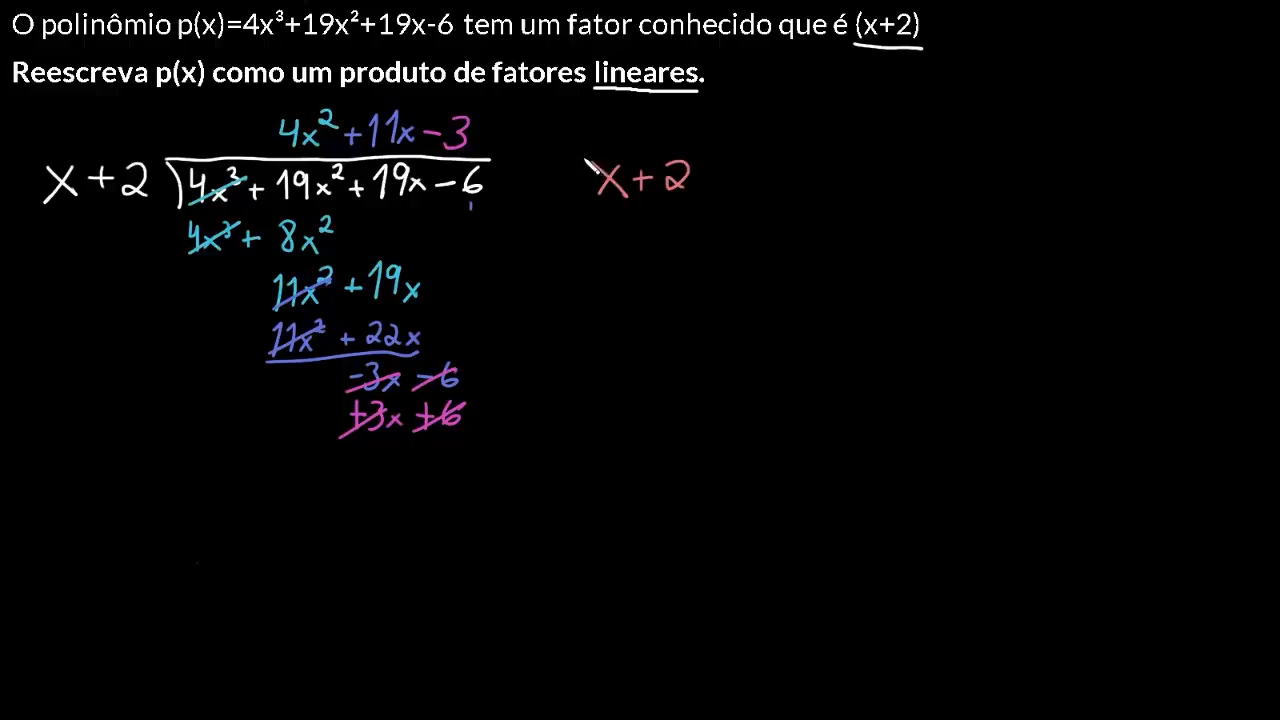 O polinômio p(x)=4x³+19x²+19x-6 tem um fator conhecido que é (x+2)
Reescreva p(x) como um produto de fatores lineares.
4x²+11x-3
x+2 4x³+19x²+19x-6 x+2
4x³+8x²
11x²+19x
11x²+22x
-3x-6
+3x+6